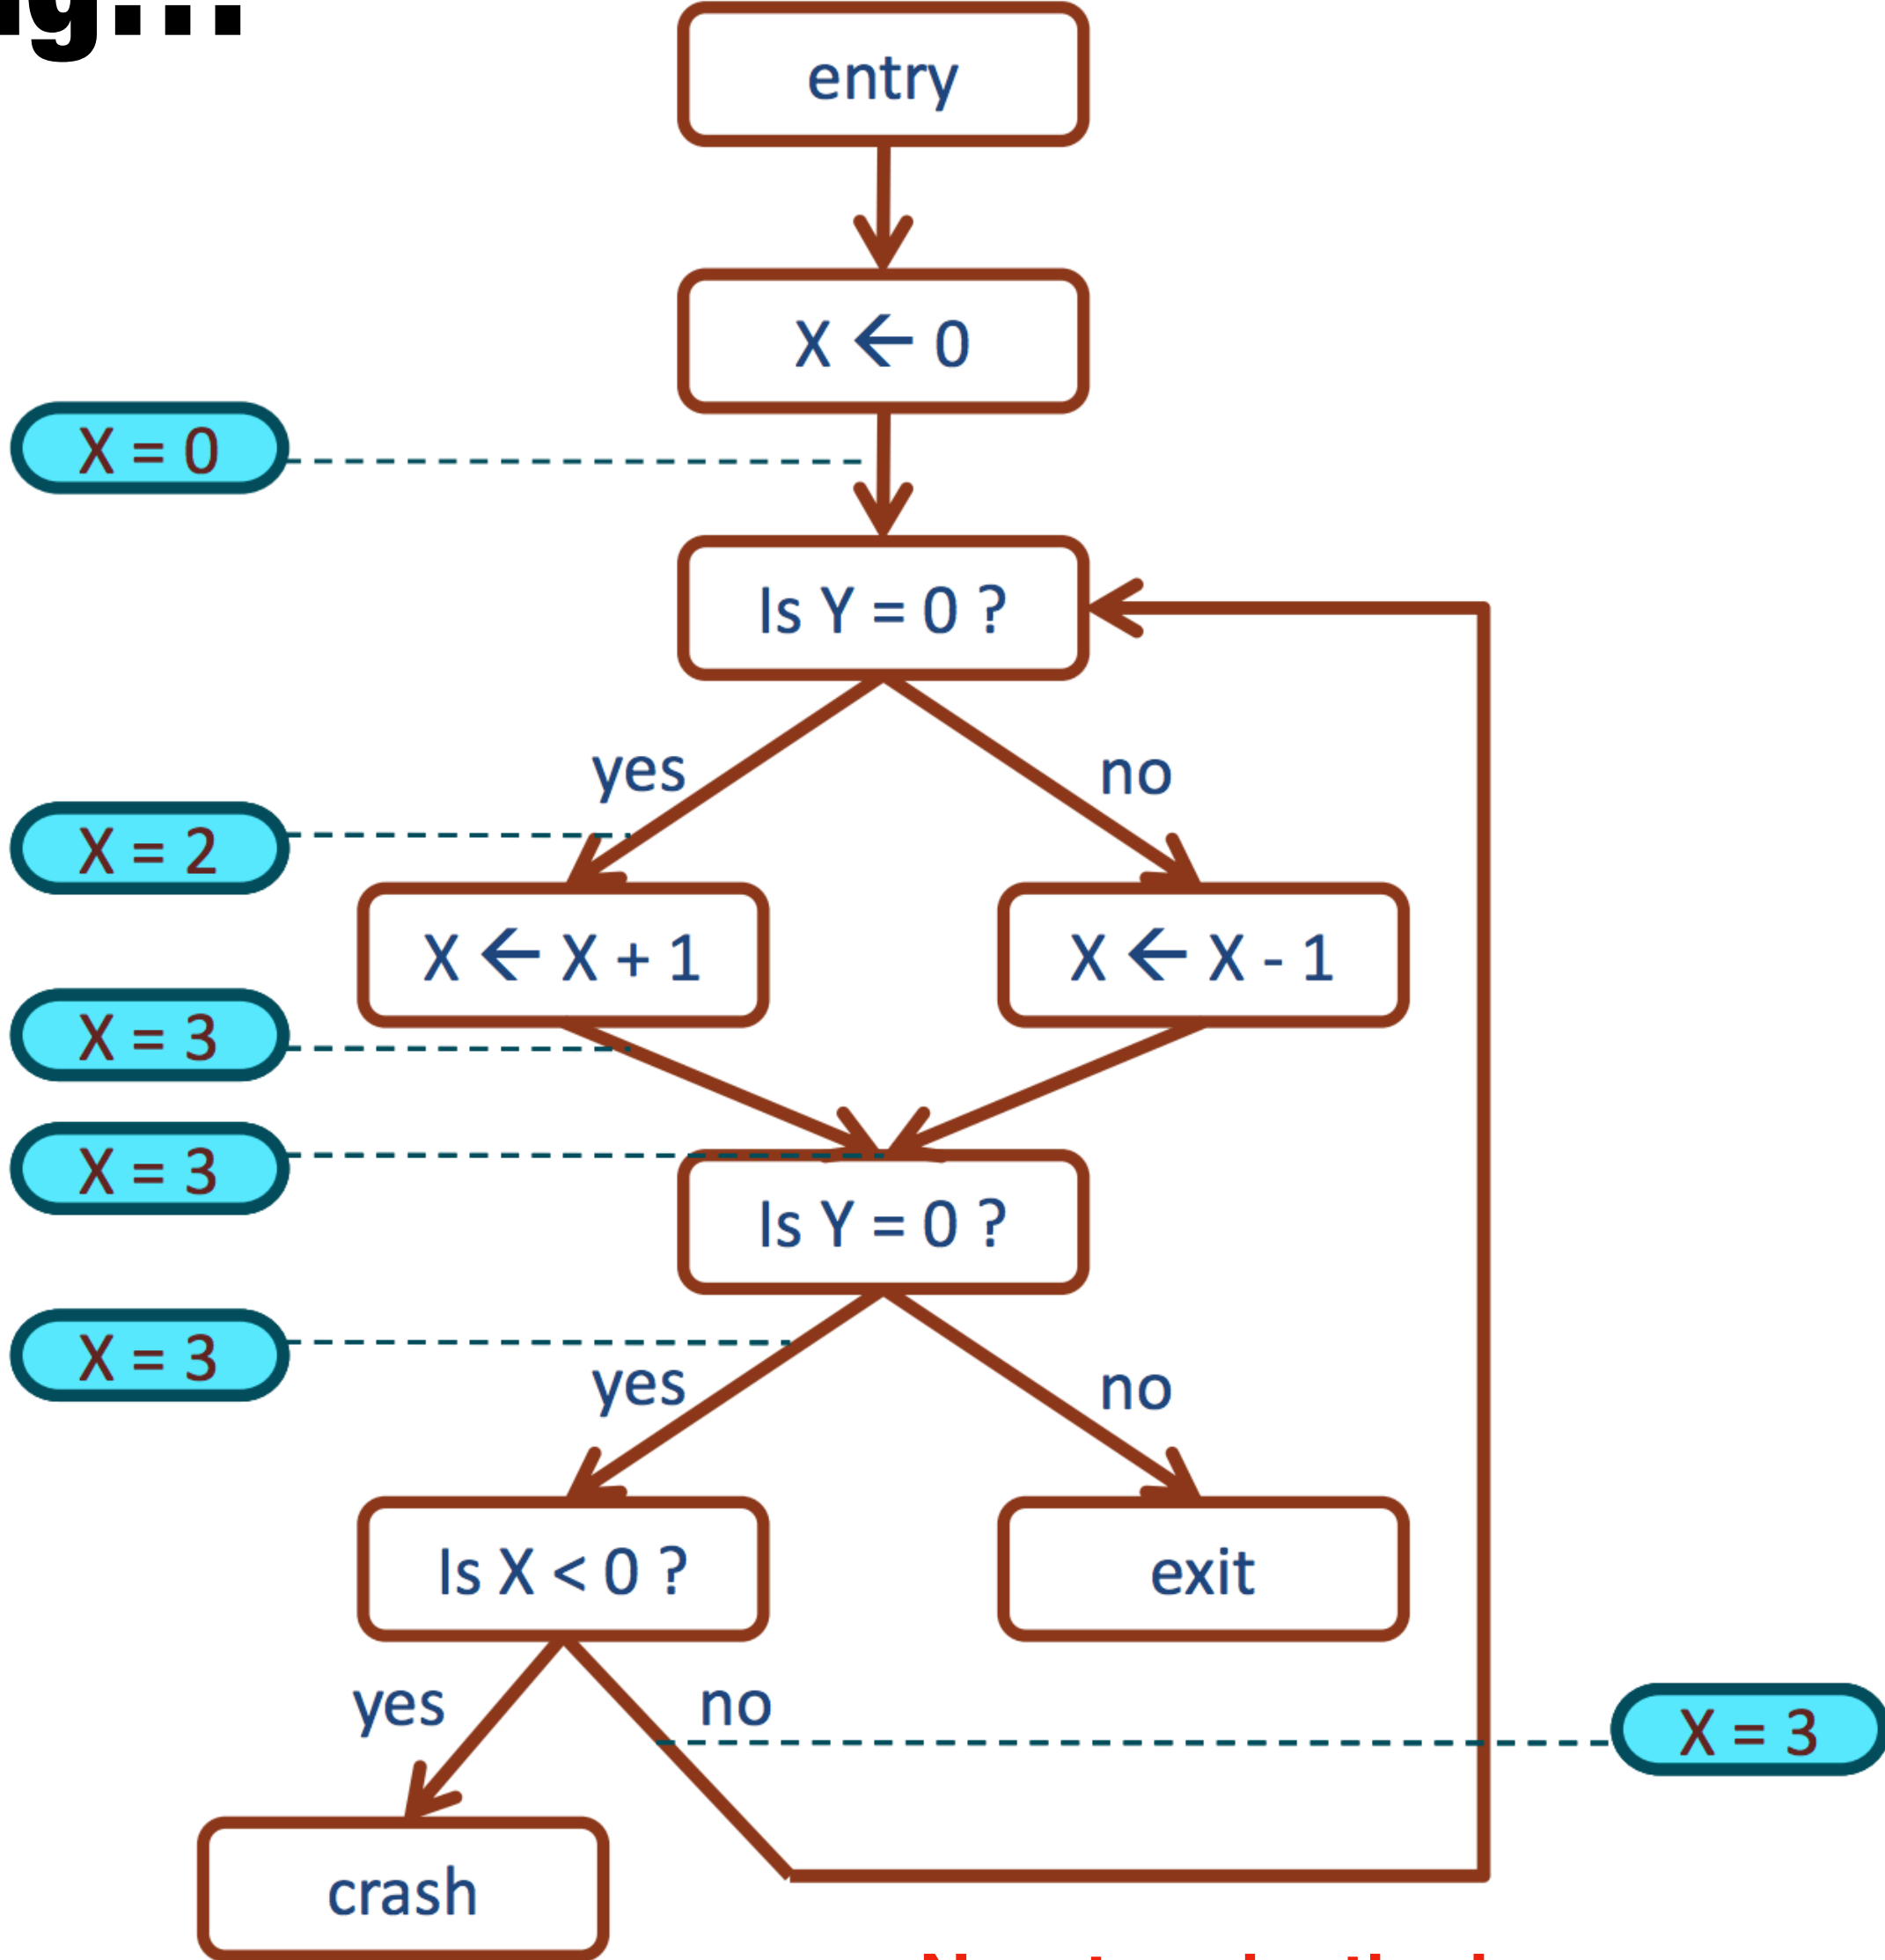 entry
X ← 0
X = 0
Is Y = 0 ?
yes
no
X = 2
X ← X + 1
X ← X - 1
X = 3
X = 3
Is Y = 0 ?
X = 3
yes
no
Is X < 0 ?
exit
yes
no
X = 3
crash